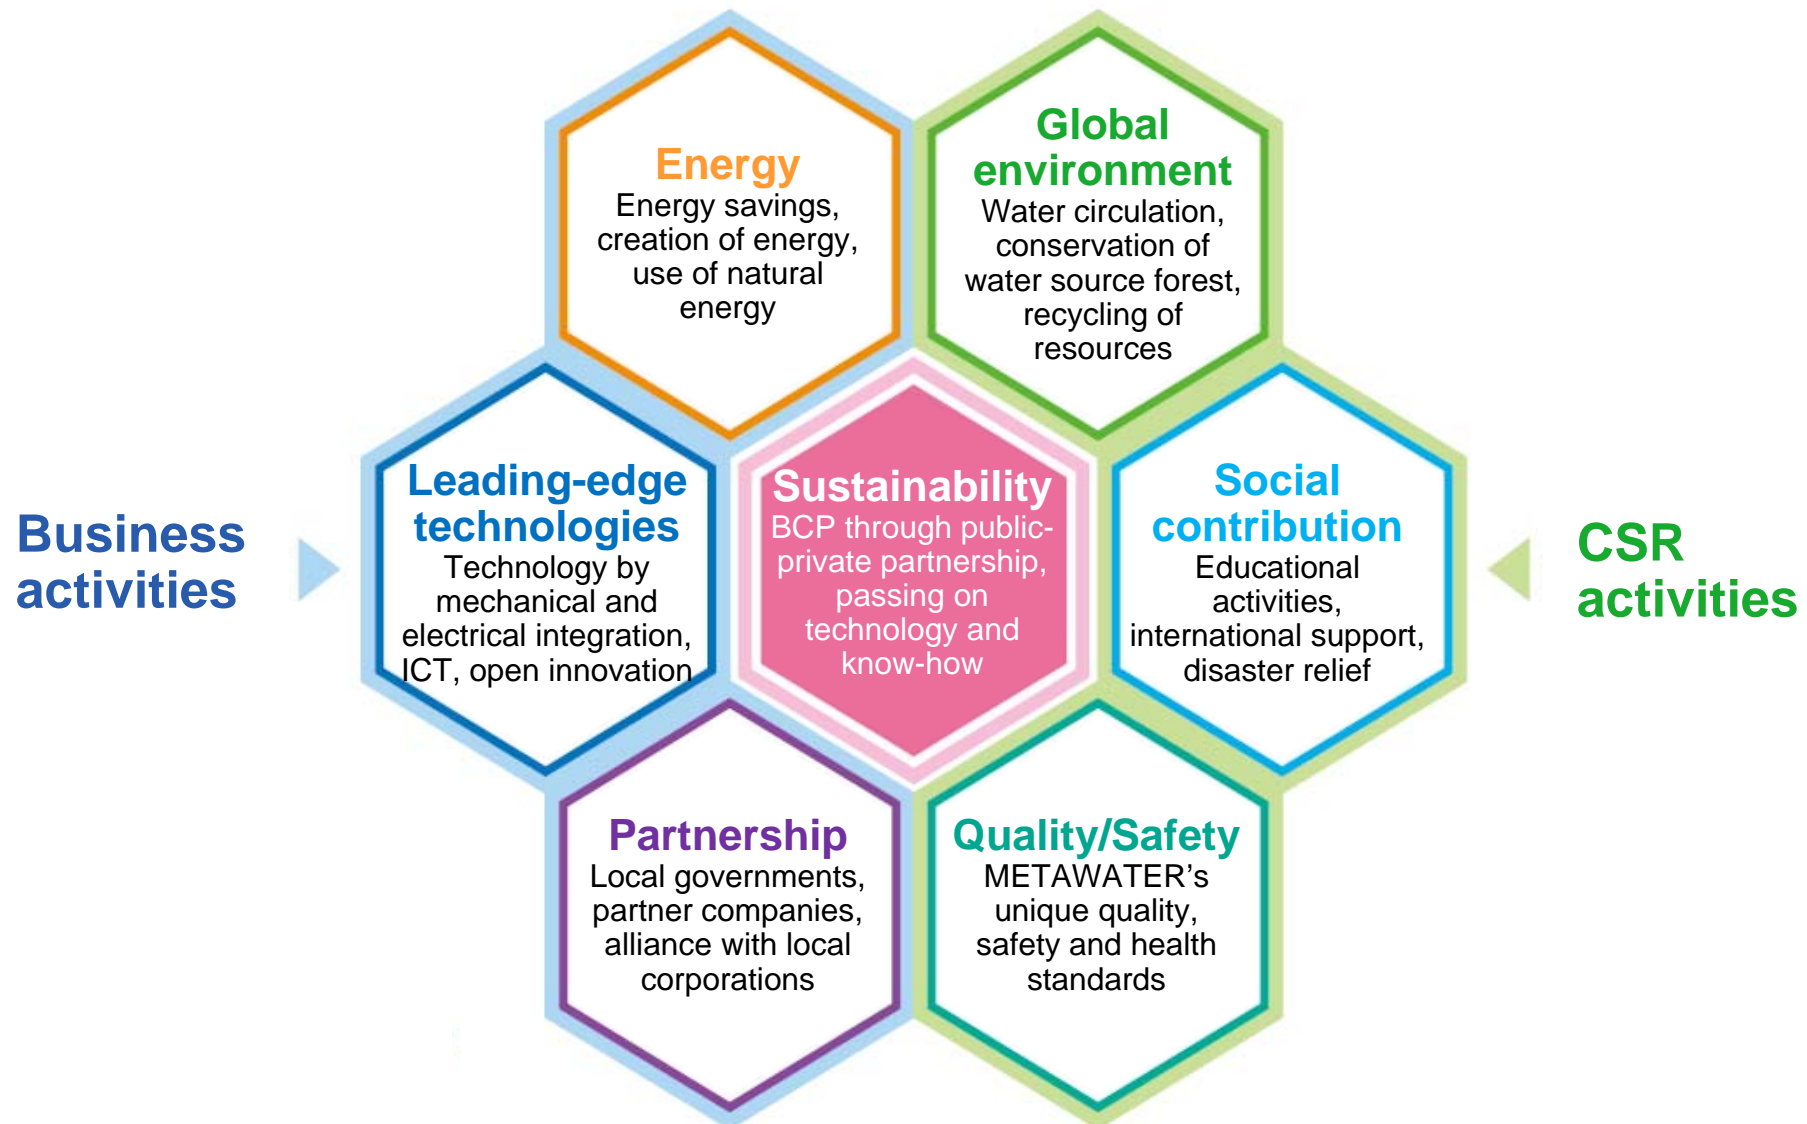 Energy
Energy savings,
creation of energy,
use of natural
energy
Global
environment
Water circulation,
conservation of
water source forest,
recycling of
resources
Business
activities
Leading-edge
technologies
Technology by
mechanical and
electrical integration,
ICT, open innovation
Sustainability
BCP through public-
private partnership,
passing on
technology and
know-how
Social
contribution
Educational
activities,
international support,
disaster relief
CSR
activities
Partnership
Local governments,
partner companies,
alliance with local
corporations
Quality/Safety
METAWATER’s
unique quality,
safety and health
standards